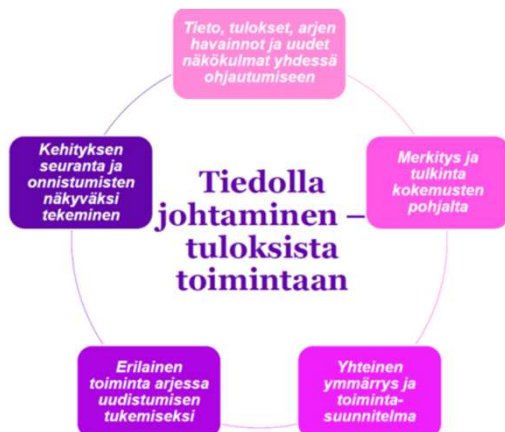 Tieto, tulokset, arjen
havainnot ja uudet
näkökulmat yhdessä
ohjautumiseen
Merkitys ja
tulkinta
kokemusten
pohjalta
Yhteinen
ymmärrys ja
toiminta-
suunnitelma
Erilainen
toiminta arjessa
uudistumisen
tukemiseksi
Kehityksen
seuranta ja
onnistumisten
näkyväksi
tekeminen
Tiedolla
johtaminen –
tuloksista
toimintaan